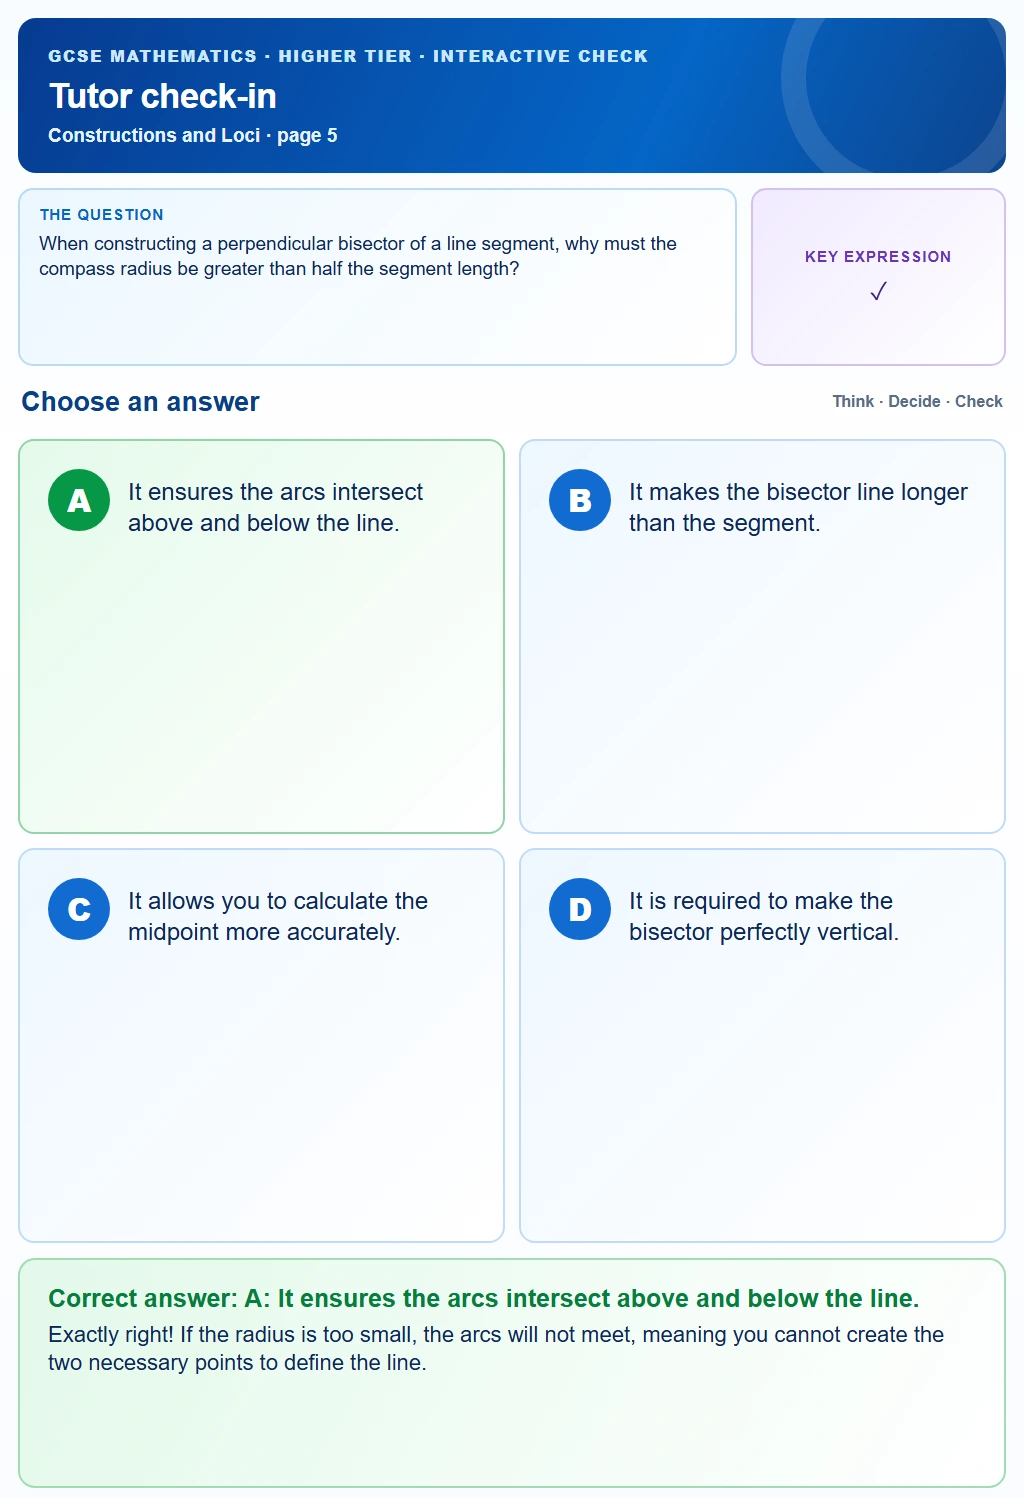 GCSE MATHEMATICS · HIGHER TIER · INTERACTIVE CHECK
Tutor check-in
Constructions and Loci · page 5
THE QUESTION
When constructing a perpendicular bisector of a line segment, why must the
compass radius be greater than half the segment length?
KEY EXPRESSION
✓
Choose an answer
Think · Decide · Check
A
It ensures the arcs intersect
above and below the line.
B
It makes the bisector line longer
than the segment.
C
It allows you to calculate the
midpoint more accurately.
D
It is required to make the
bisector perfectly vertical.
Correct answer: A: It ensures the arcs intersect above and below the line.
Exactly right! If the radius is too small, the arcs will not meet, meaning you cannot create the
two necessary points to define the line.